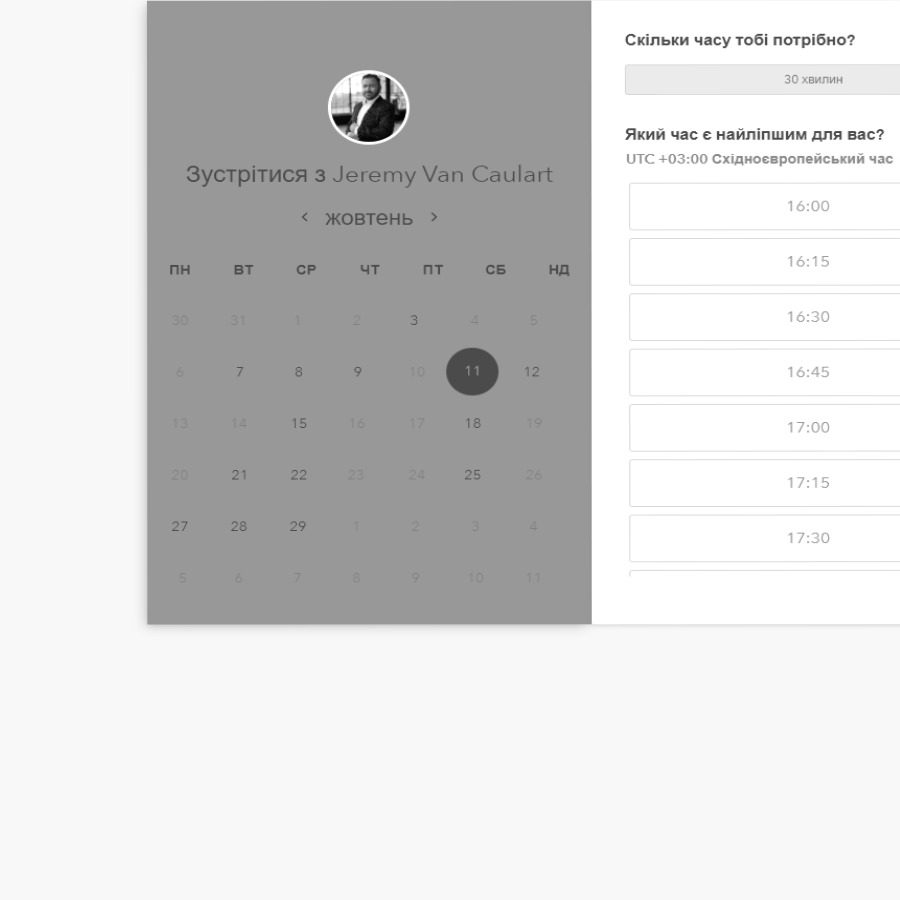 Зустрітися з Jeremy Van Caulart
‹ жовтень ›
ПН ВТ СР ЧТ ПТ СБ НД
30 31 1 2 3 4 5
6 7 8 9 10 11 12
13 14 15 16 17 18 19
20 21 22 23 24 25 26
27 28 29 1 2 3 4
5 6 7 8 9 10 11
Скільки часу тобі потрібно?
30 хвилин
Який час є найліпшим для вас?
UTC +03:00 Східноєвропейський час
16:00
16:15
16:30
16:45
17:00
17:15
17:30